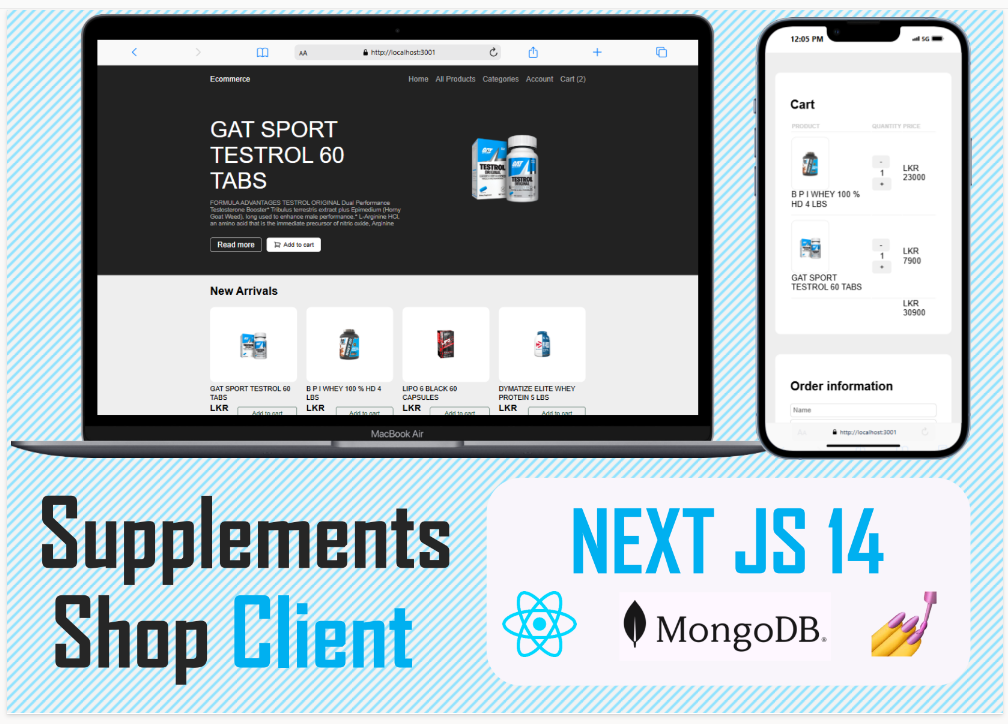 AA
http://localhost:3001
Ecommerce
Home All Products Categories Account Cart (2)
GAT SPORT
TESTROL 60
TABS
FORMULA ADVANTAGES TESTROL ORIGINAL Dual Performance
Testosterone Booster* Tribulus terrestris extract plus Epimedium (Horny
Goat Weed), long used to enhance male performance.* L-Arginine HCl,
an amino acid that is the immediate precursor of nitric oxide, Arginine
Read more
Add to cart
TESTROL
ORIGINAL
TESTROL
New Arrivals
GAT SPORT TESTROL 60
TABS
LKR
Add to cart
B P I WHEY 100 % HD 4
LBS
LKR
Add to cart
LIPO 6 BLACK 60
CAPSULES
LKR
Add to cart
DYMATIZE ELITE WHEY
PROTEIN 5 LBS
LKR
Add to cart
MacBook Air
12:05 PM
5G
Cart
PRODUCT QUANTITY PRICE
-
1
+
LKR
23000
B P I WHEY 100 %
HD 4 LBS
-
1
+
LKR
7900
GAT SPORT
TESTROL 60 TABS
LKR
30900
Order information
Name
http://localhost:3001
Supplements
Shop Client
NEXT JS 14
MongoDB®